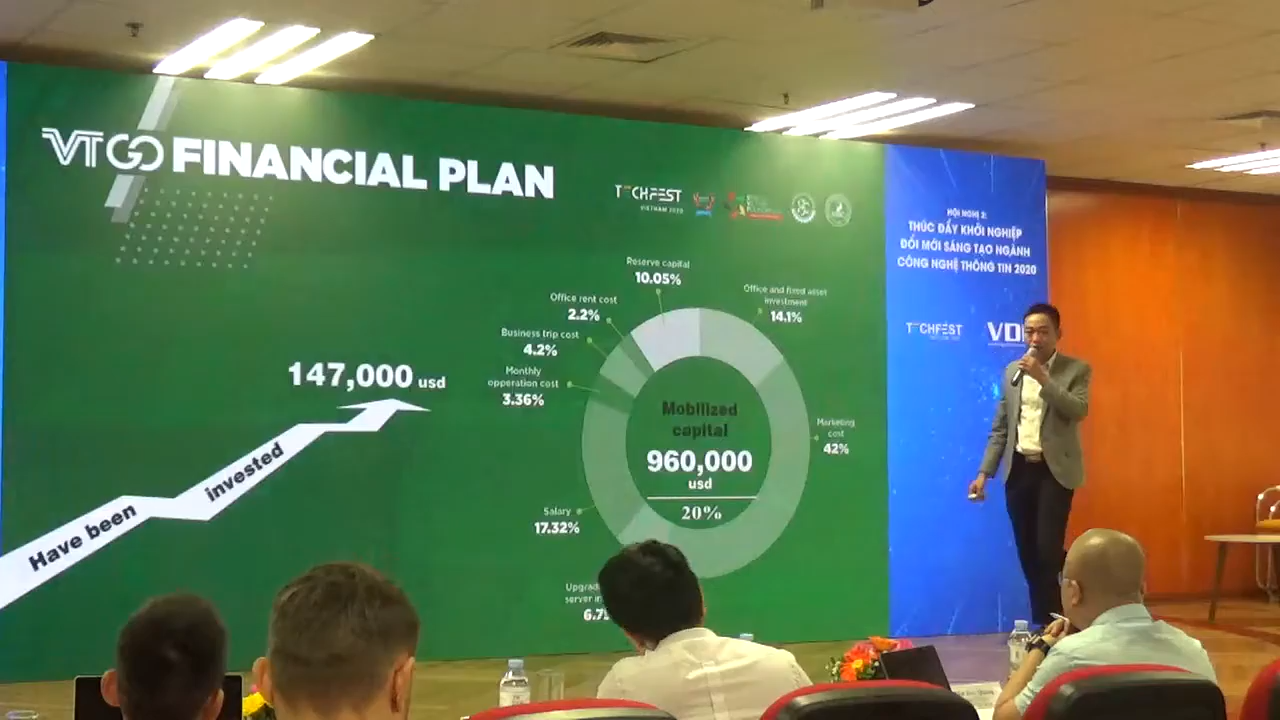 VTGO FINANCIAL PLAN
TECHFEST
VIETNAM 2020
HỘI NGHỊ 2:
THÚC ĐẨY KHỞI NGHIỆP
ĐỔI MỚI SÁNG TẠO NGÀNH
CÔNG NGHỆ THÔNG TIN 2020
TECHFEST
Reserve capital
10.05%
Office and fixed asset
investment
14.1%
Office rent cost
2.2%
Business trip cost
4.2%
Monthly
opperation cost
3.36%
Marketing
cost
42%
Salary
17.32%
server
147,000 usd
Have been invested
Mobilized
capital
960,000
usd
20%